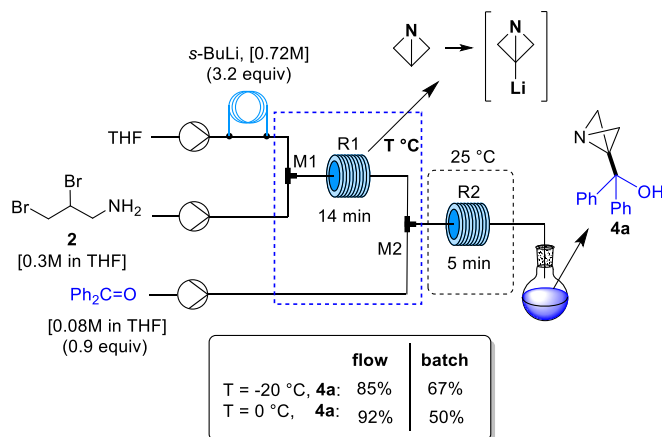 s-BuLi, [0.72M]
(3.2 equiv)
N
N
Li
THF
M1
R1
T °C
14 min
25 °C
R2
5 min
M2
Br
Br
NH₂
2
[0.3M in THF]
Ph₂C=O
[0.08M in THF]
(0.9 equiv)
N
Ph
OH
Ph
4a
flow batch
T = -20 °C, 4a: 85% 67%
T = 0 °C, 4a: 92% 50%